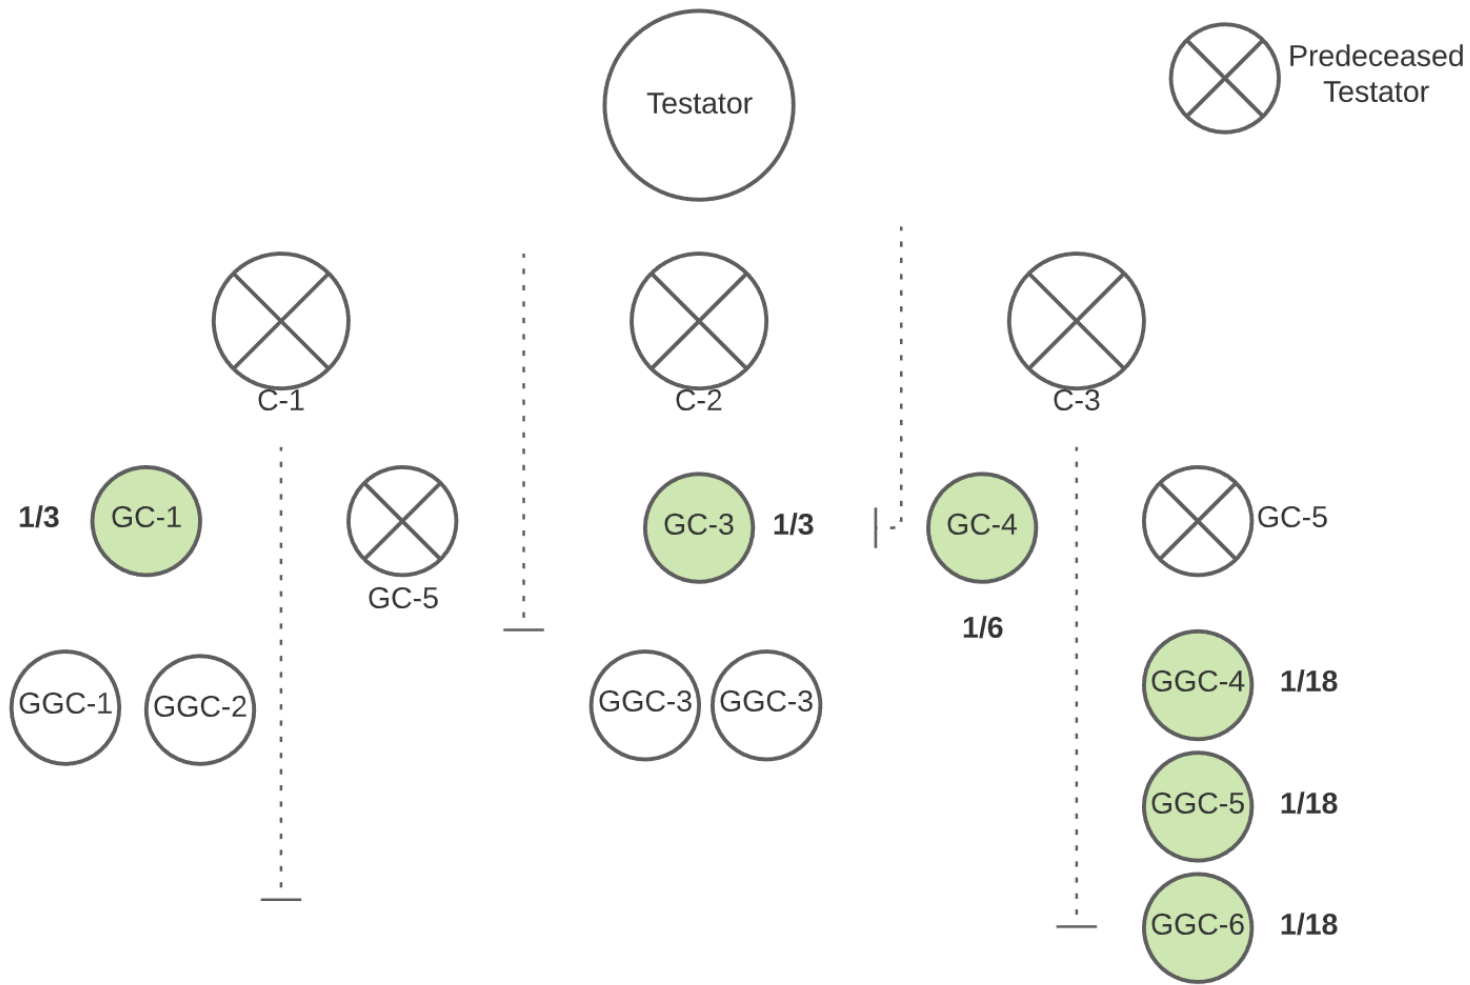 Testator
Predeceased
Testator
C-1
C-2
C-3
1/3
GC-1
GC-5
GC-3
1/3
GC-4
GC-5
1/6
GGC-1
GGC-2
GGC-3
GGC-3
GGC-4
1/18
GGC-5
1/18
GGC-6
1/18